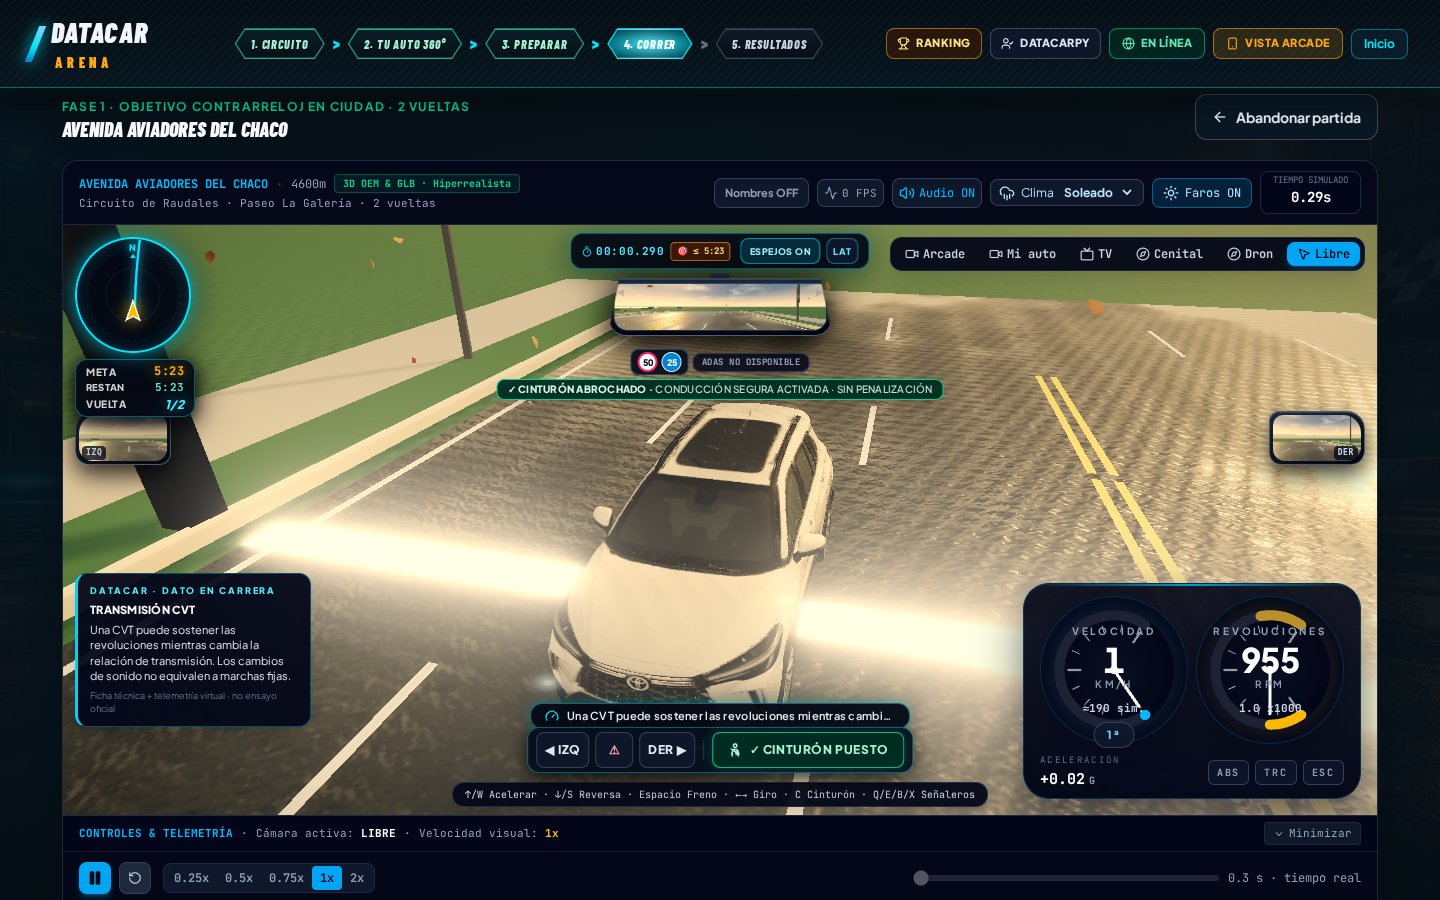 DATACAR
ARENA
1. CIRCUITO > 2. TU AUTO 360° > 3. PREPARAR > 4. CORRER > 5. RESULTADOS
RANKING
DATACARPY
EN LÍNEA
VISTA ARCADE
Inicio
FASE 1 · OBJETIVO CONTRARRELOJ EN CIUDAD · 2 VUELTAS
AVENIDA AVIADORES DEL CHACO
← Abandonar partida
AVENIDA AVIADORES DEL CHACO · 4600m 3D OEM & GLB · Hiperrealista
Circuito de Raudales · Paseo La Galería · 2 vueltas
Nombres OFF
0 FPS
Audio ON
Clima Soleado
Faros ON
TIEMPO SIMULADO
0.29s
N
00:00.290
≤ 5:23
ESPEJOS ON
LAT
Arcade
Mi auto
TV
Cenital
Dron
Libre
50
25
ADAS NO DISPONIBLE
META 5:23
RESTAN 5:23
VUELTA 1/2
✓ CINTURÓN ABROCHADO · CONDUCCIÓN SEGURA ACTIVADA · SIN PENALIZACIÓN
IZQ
DER
DATACAR · DATO EN CARRERA
TRANSMISIÓN CVT
Una CVT puede sostener las
revoluciones mientras cambia la
relación de transmisión. Los cambios
de sonido no equivalen a marchas fijas.
Ficha técnica + telemetría virtual · no ensayo
oficial
VELOCIDAD
1
KM/H
≈190 sim.
1ª
REVOLUCIONES
955
RPM
1.0 x1000
ACELERACIÓN
+0.02 G
ABS
TRC
ESC
Una CVT puede sostener las revoluciones mientras cambi...
◀ IZQ
⚠
DER ▶
✓ CINTURÓN PUESTO
↑/W Acelerar · ↓/S Reversa · Espacio Freno · ←→ Giro · C Cinturón · Q/E/B/X Señaleros
CONTROLES & TELEMETRÍA · Cámara activa: LIBRE · Velocidad visual: 1x
Minimizar
0.25x 0.5x 0.75x 1x 2x
0.3 s · tiempo real